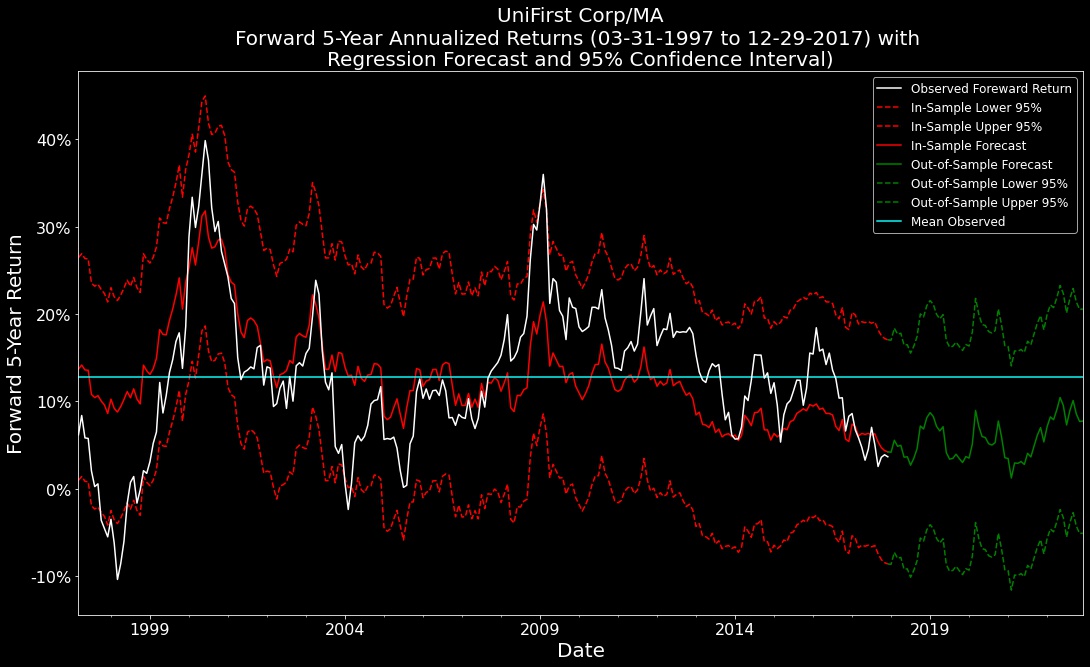 UniFirst Corp/MA
Forward 5-Year Annualized Returns (03-31-1997 to 12-29-2017) with
Regression Forecast and 95% Confidence Interval)
Observed Foreward Return
In-Sample Lower 95%
In-Sample Upper 95%
In-Sample Forecast
Out-of-Sample Forecast
Out-of-Sample Lower 95%
Out-of-Sample Upper 95%
Mean Observed
Forward 5-Year Return
40%
30%
20%
10%
0%
-10%
1999 2004 2009 2014 2019
Date